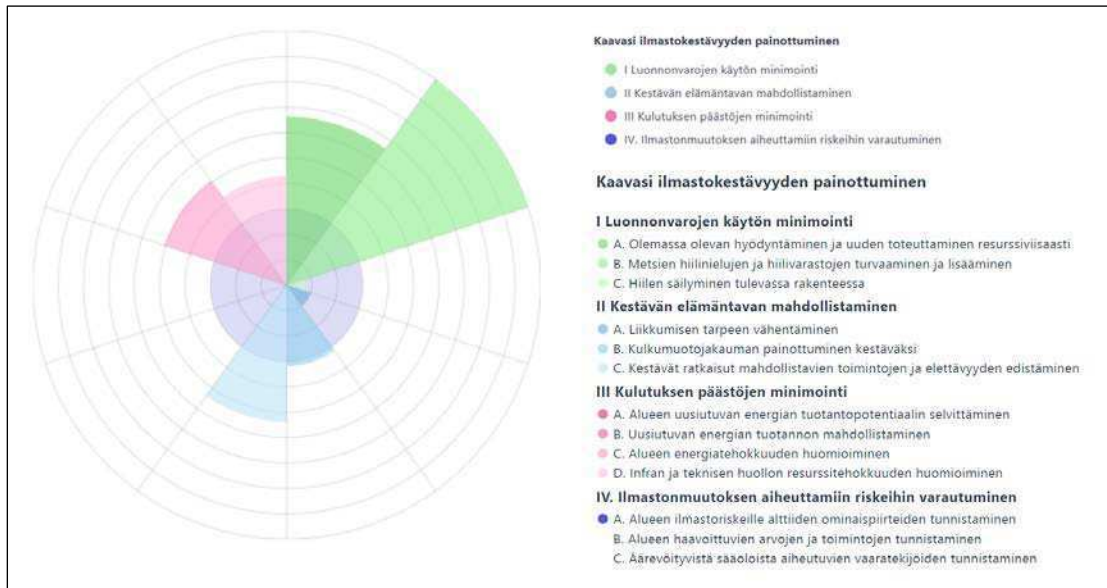 Kaavasi ilmastokestävyyden painottuminen
I Luonnonvarojen käytön minimointi
II Kestävän elämäntavan mahdollistaminen
III Kulutuksen päästöjen minimointi
IV. Ilmastonmuutoksen aiheuttamiin riskeihin varautuminen
Kaavasi ilmastokestävyyden painottuminen
I Luonnonvarojen käytön minimointi
A. Olemassa olevan hyödyntäminen ja uuden toteuttaminen resurssiviisaasti
B. Metsien hiilinielujen ja hiilivarastojen turvaaminen ja lisääminen
C. Hiilen säilyminen tulevassa rakenteessa
II Kestävän elämäntavan mahdollistaminen
A. Liikkumisen tarpeen vähentäminen
B. Kulkumuotojakauman painottuminen kestäväksi
C. Kestävät ratkaisut mahdollistavien toimintojen ja elettävyyden edistäminen
III Kulutuksen päästöjen minimointi
A. Alueen uusiutuvan energian tuotantopotentiaalin selvittäminen
B. Uusiutuvan energian tuotannon mahdollistaminen
C. Alueen energiatehokkuuden huomioiminen
D. Infran ja teknisen huollon resurssitehokkuuden huomioiminen
IV. Ilmastonmuutoksen aiheuttamiin riskeihin varautuminen
A. Alueen ilmastoriskeille alttiiden ominaispiirteiden tunnistaminen
B. Alueen haavoittuvien arvojen ja toimintojen tunnistaminen
C. Äärevöityvistä sääoloista aiheutuvien vaaratekijöiden tunnistaminen